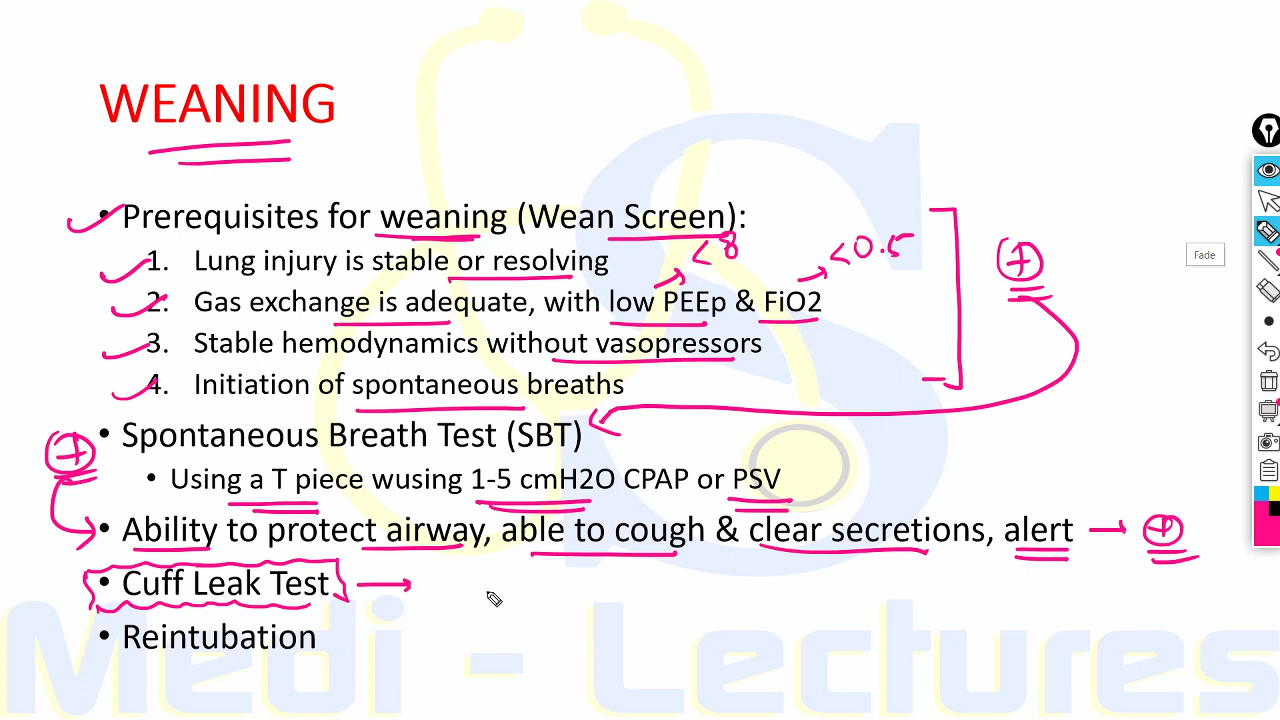 WEANING
• Prerequisites for weaning (Wean Screen):
<8
<0.5
1. Lung injury is stable or resolving
2. Gas exchange is adequate, with low PEEp & FiO2
3. Stable hemodynamics without vasopressors
4. Initiation of spontaneous breaths
+
• Spontaneous Breath Test (SBT)
+
• Using a T piece wusing 1-5 cmH2O CPAP or PSV
• Ability to protect airway, able to cough & clear secretions, alert → +
• Cuff Leak Test →
• Reintubation
Medi - Lectures
Fade